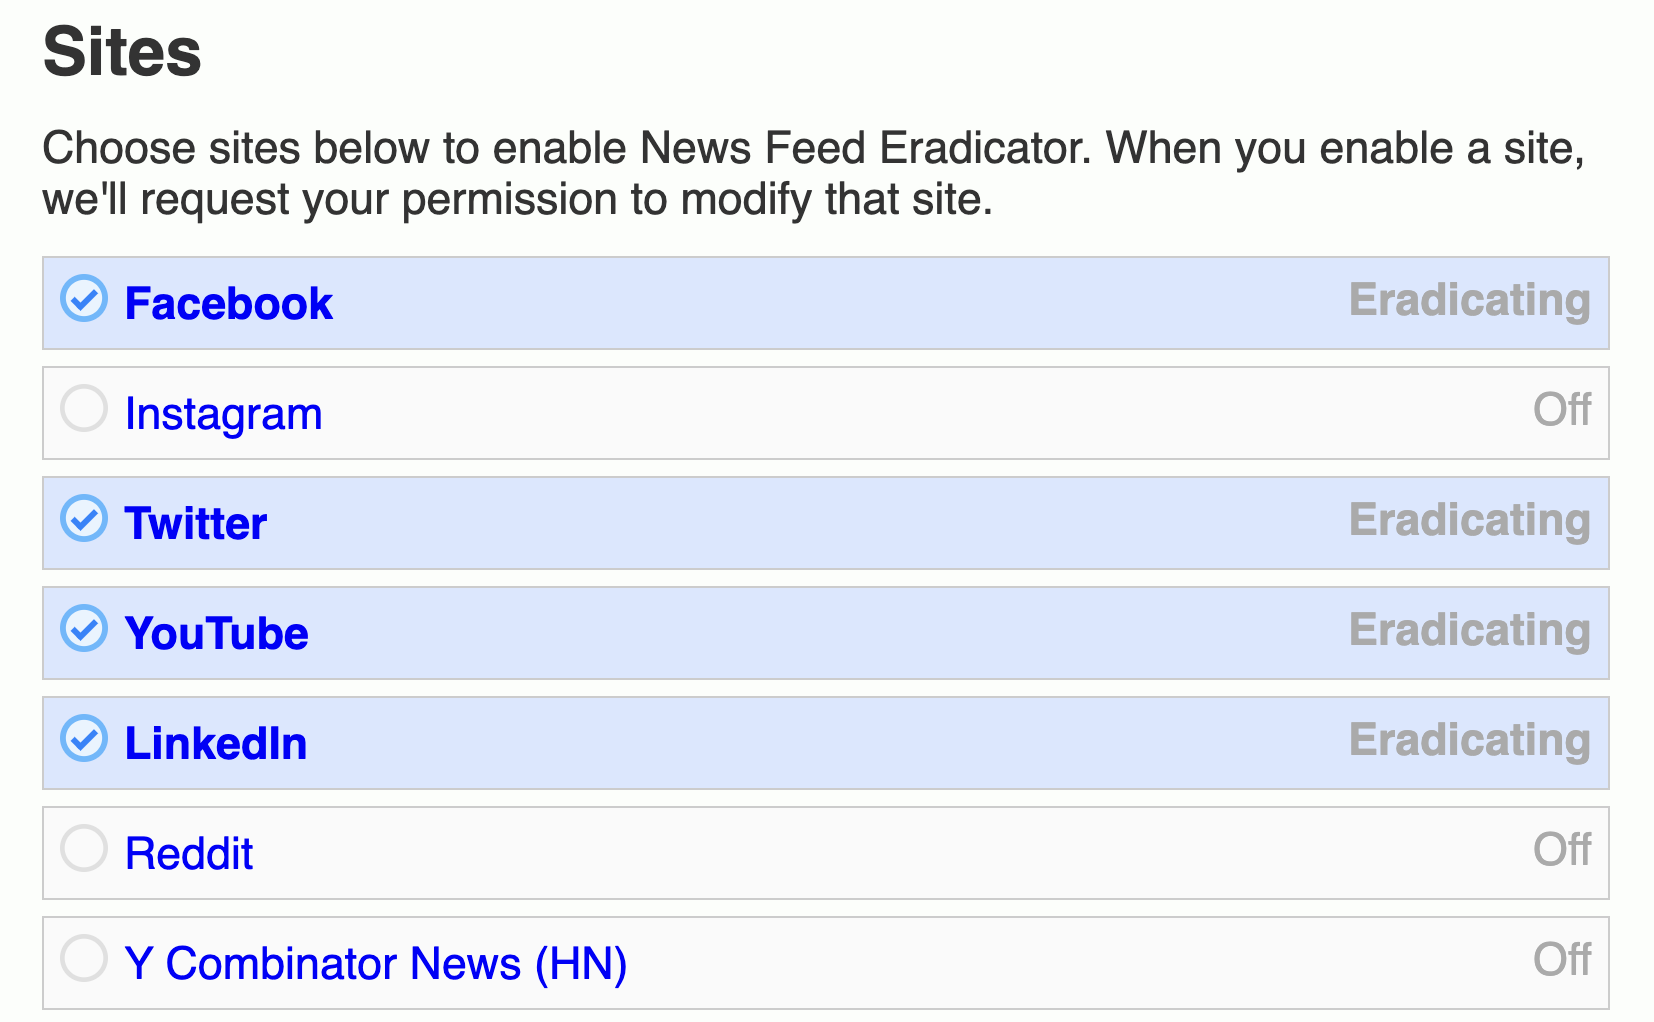 Sites
Choose sites below to enable News Feed Eradicator. When you enable a site,
we'll request your permission to modify that site.
Facebook Eradicating
Instagram Off
Twitter Eradicating
YouTube Eradicating
LinkedIn Eradicating
Reddit Off
Y Combinator News (HN) Off